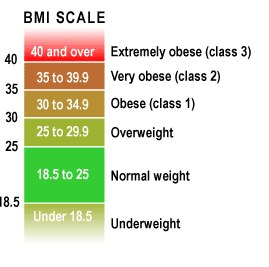 BMI SCALE
40 and over Extremely obese (class 3)
40
35 to 39.9 Very obese (class 2)
35
30 to 34.9 Obese (class 1)
30
25 to 29.9 Overweight
25
18.5 to 25 Normal weight
18.5
Under 18.5 Underweight